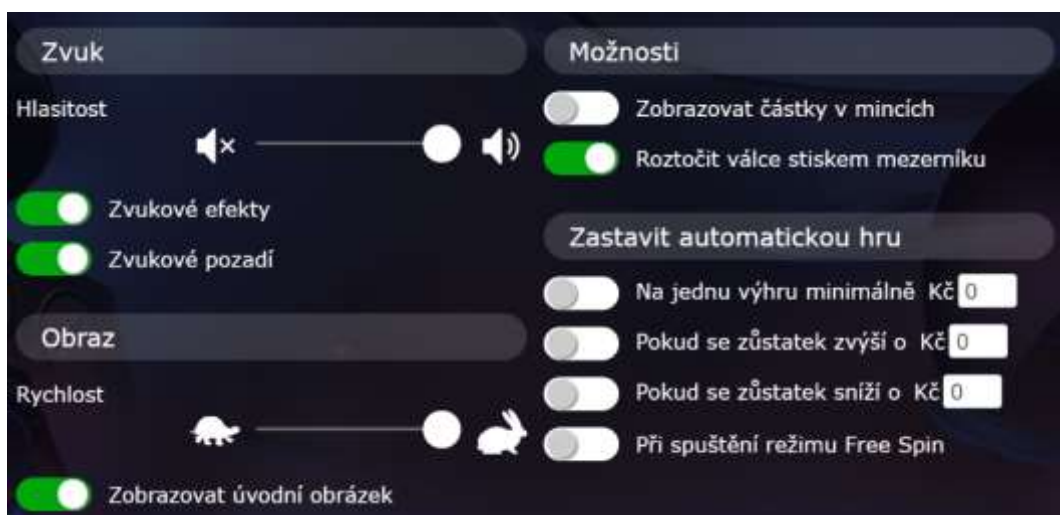 Zvuk
Hlasitost
Zvukové efekty
Zvukové pozadí
Obraz
Rychlost
Zobrazovat úvodní obrázek
Možnosti
Zobrazovat částky v mincích
Roztočit válce stiskem mezerníku
Zastavit automatickou hru
Na jednu výhru minimálně Kč 0
Pokud se zůstatek zvýší o Kč 0
Pokud se zůstatek sníží o Kč 0
Při spuštění režimu Free Spin